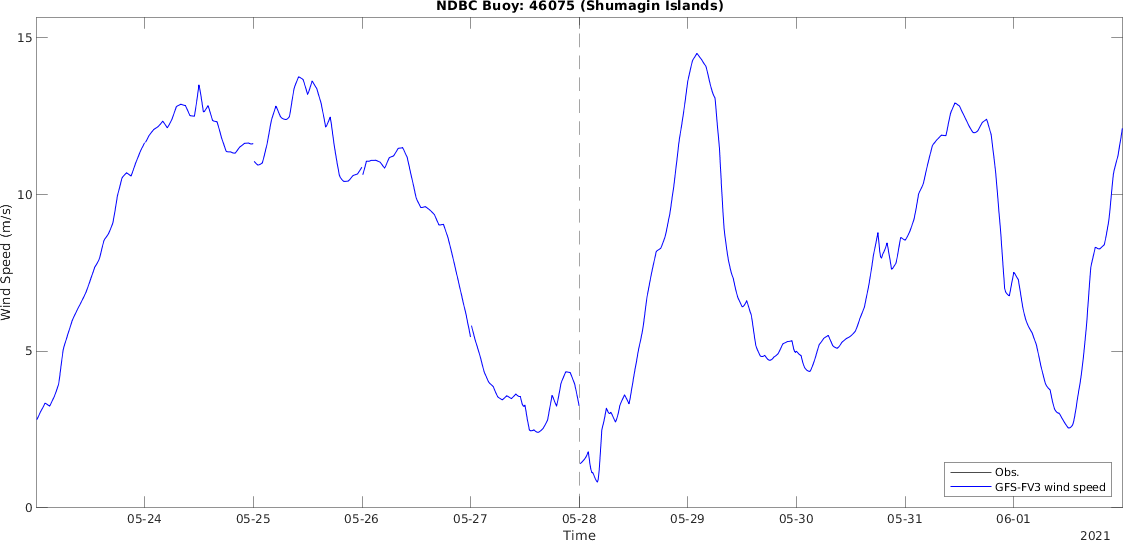 NDBC Buoy: 46075 (Shumagin Islands)
15
10
5
0
Wind Speed (m/s)
05-24 05-25 05-26 05-27 05-28 05-29 05-30 05-31 06-01
Time
2021
Obs.
GFS-FV3 wind speed